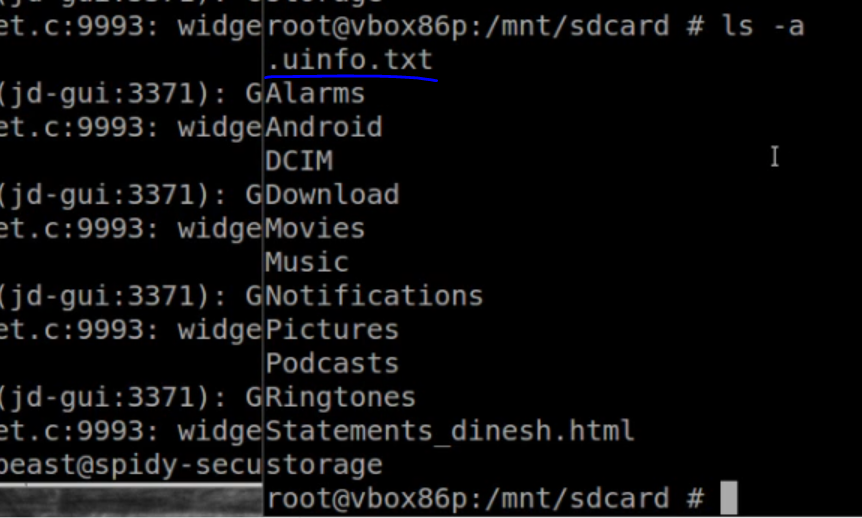 et.c:9993: widge
root@vbox86p:/mnt/sdcard # ls -a
.uinfo.txt
(jd-gui:3371): G
Alarms
et.c:9993: widge
Android
DCIM
(jd-gui:3371): G
Download
et.c:9993: widge
Movies
Music
(jd-gui:3371): G
Notifications
et.c:9993: widge
Pictures
Podcasts
(jd-gui:3371): G
Ringtones
et.c:9993: widge
Statements_dinesh.html
beast@spidy-secu
storage
root@vbox86p:/mnt/sdcard #